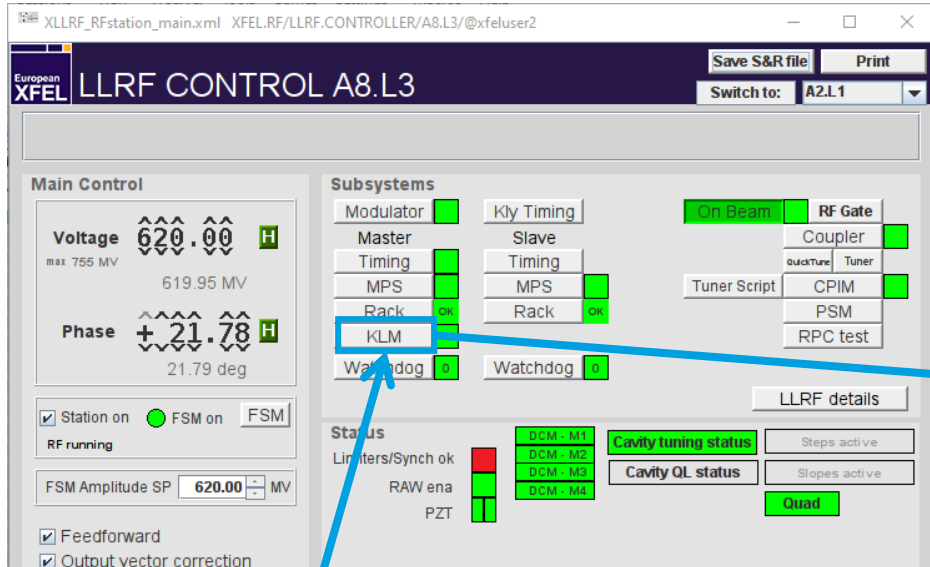 XLLRF_RFstation_main.xml XFEL.RF/LLRF.CONTROLLER/A8.L3/@xfeluser2
European
XFEL
LLRF CONTROL A8.L3
Save S&R file
Print
Switch to:
A2.L1
Main Control
Voltage
620.00
H
max 755 MV
619.95 MV
Phase
+ 21.78
H
21.79 deg
Station on
FSM on
FSM
RF running
FSM Amplitude SP
620.00
MV
Feedforward
Output vector correction
Subsystems
Modulator
Kly Timing
Master
Slave
Timing
Timing
MPS
MPS
Rack
OK
Rack
OK
KLM
Watchdog
0
Watchdog
0
On Beam
RF Gate
Coupler
QuickTune
Tuner
Tuner Script
CPIM
PSM
RPC test
LLRF details
Status
Limiters/Synch ok
RAW ena
PZT
DCM - M1
DCM - M2
DCM - M3
DCM - M4
Cavity tuning status
Cavity QL status
Steps active
Slopes active
Quad